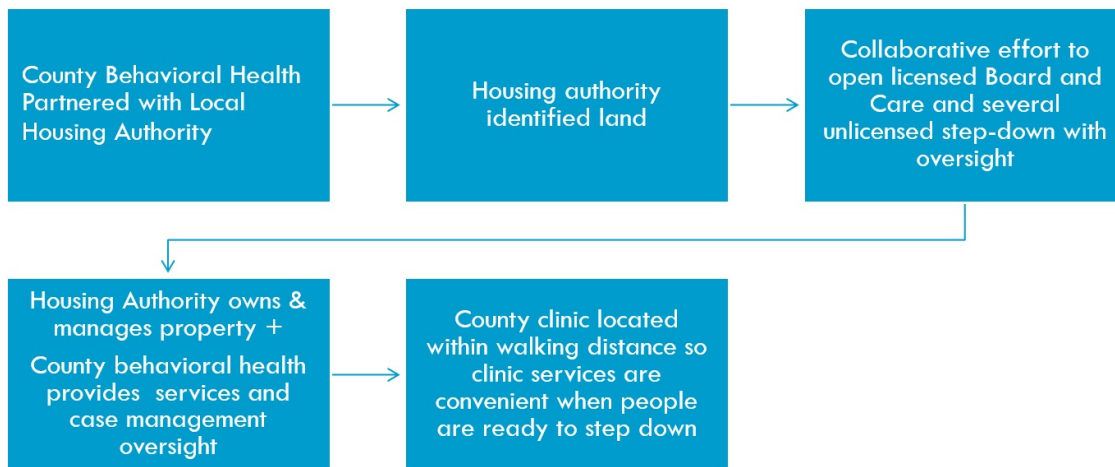 County Behavioral Health
Partnered with Local
Housing Authority
Housing authority
identified land
Collaborative effort to
open licensed Board and
Care and several
unlicensed step-down with
oversight
Housing Authority owns &
manages property +
County behavioral health
provides services and
case management
oversight
County clinic located
within walking distance so
clinic services are
convenient when people
are ready to step down